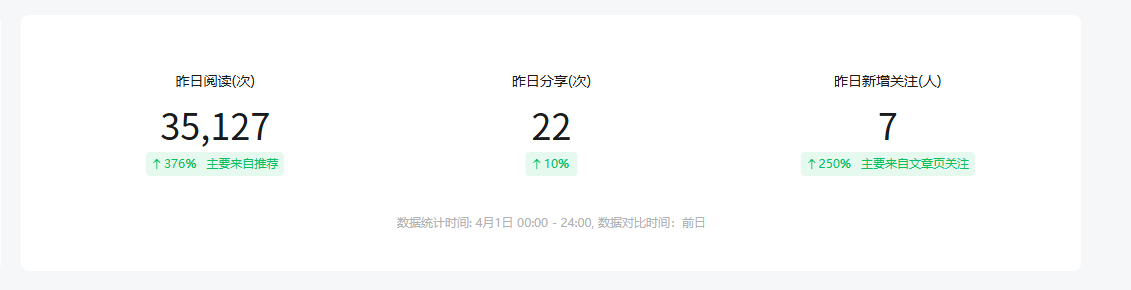 昨日阅读(次) 昨日分享(次) 昨日新增关注(人)
35,127 22 7
↑376% 主要来自推荐 ↑10% ↑250% 主要来自文章页关注
数据统计时间: 4月1日 00:00 - 24:00, 数据对比时间：前日